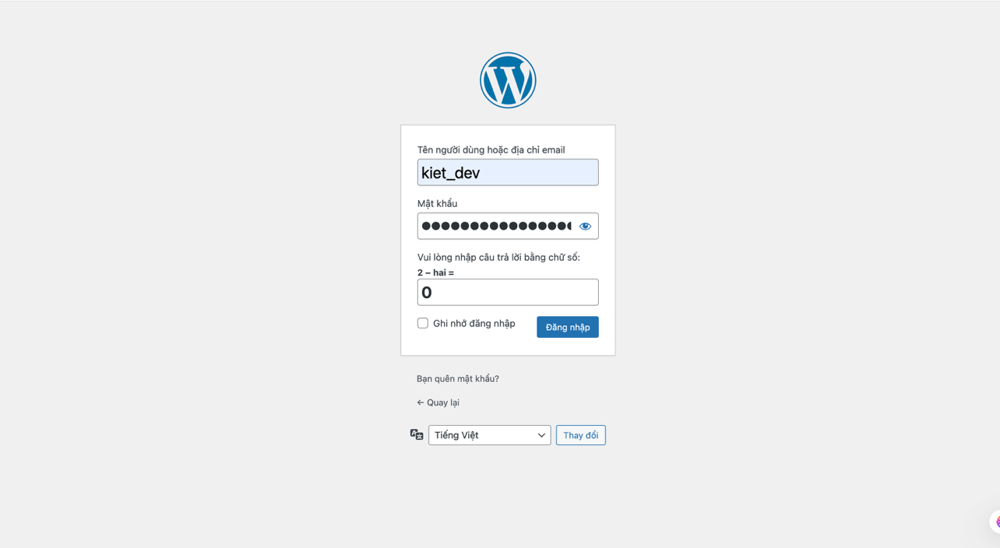 Tên người dùng hoặc địa chỉ email
kiet_dev
Mật khẩu
Vui lòng nhập câu trả lời bằng chữ số:
2 − hai =
0
Ghi nhớ đăng nhập
Đăng nhập
Bạn quên mật khẩu?
← Quay lại
Tiếng Việt
Thay đổi